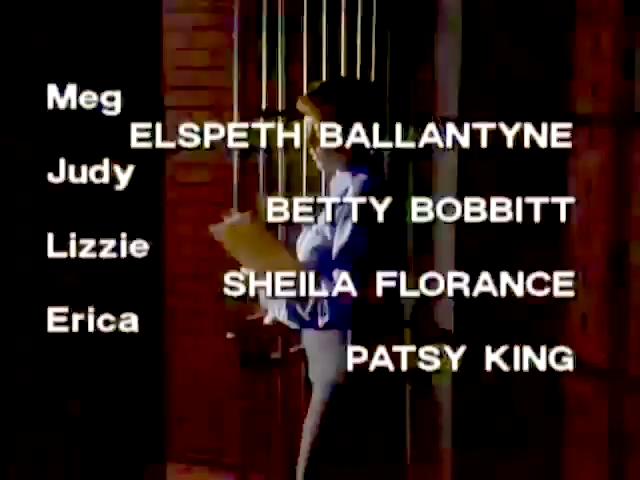 Meg
ELSPETH BALLANTYNE
Judy
BETTY BOBBITT
Lizzie
SHEILA FLORANCE
Erica
PATSY KING